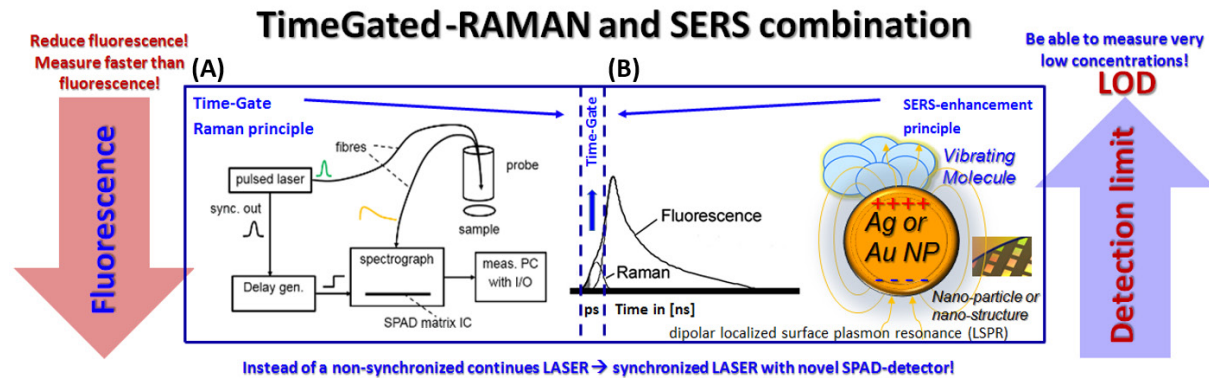 TimeGated-RAMAN and SERS combination
Reduce fluorescence!
Measure faster than
fluorescence!
Fluorescence
(A)
Time-Gate
Raman principle
fibres
probe
pulsed laser
sync. out
sample
spectrograph
meas. PC
with I/O
Delay gen.
SPAD matrix IC
(B)
Time-Gate
Fluorescence
Raman
ps
Time in [ns]
SERS-enhancement
principle
Vibrating
Molecule
++++
Ag or
Au NP
- - - - -
Nano-particle or
nano-structure
dipolar localized surface plasmon resonance (LSPR)
Be able to measure very
low concentrations!
LOD
Detection limit
Instead of a non-synchronized continues LASER → synchronized LASER with novel SPAD-detector!